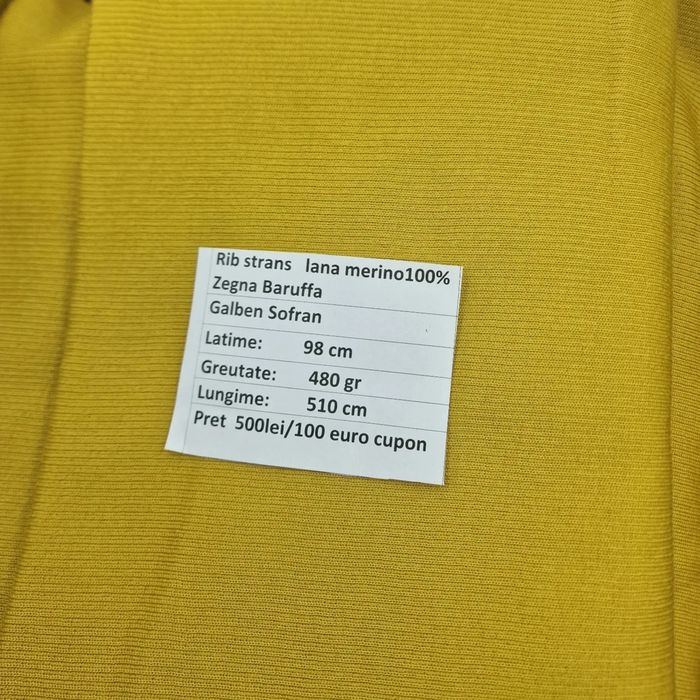 Rib strans lana merino100%
Zegna Baruffa
Galben Sofran
Latime: 98 cm
Greutate: 480 gr
Lungime: 510 cm
Pret 500lei/100 euro cupon